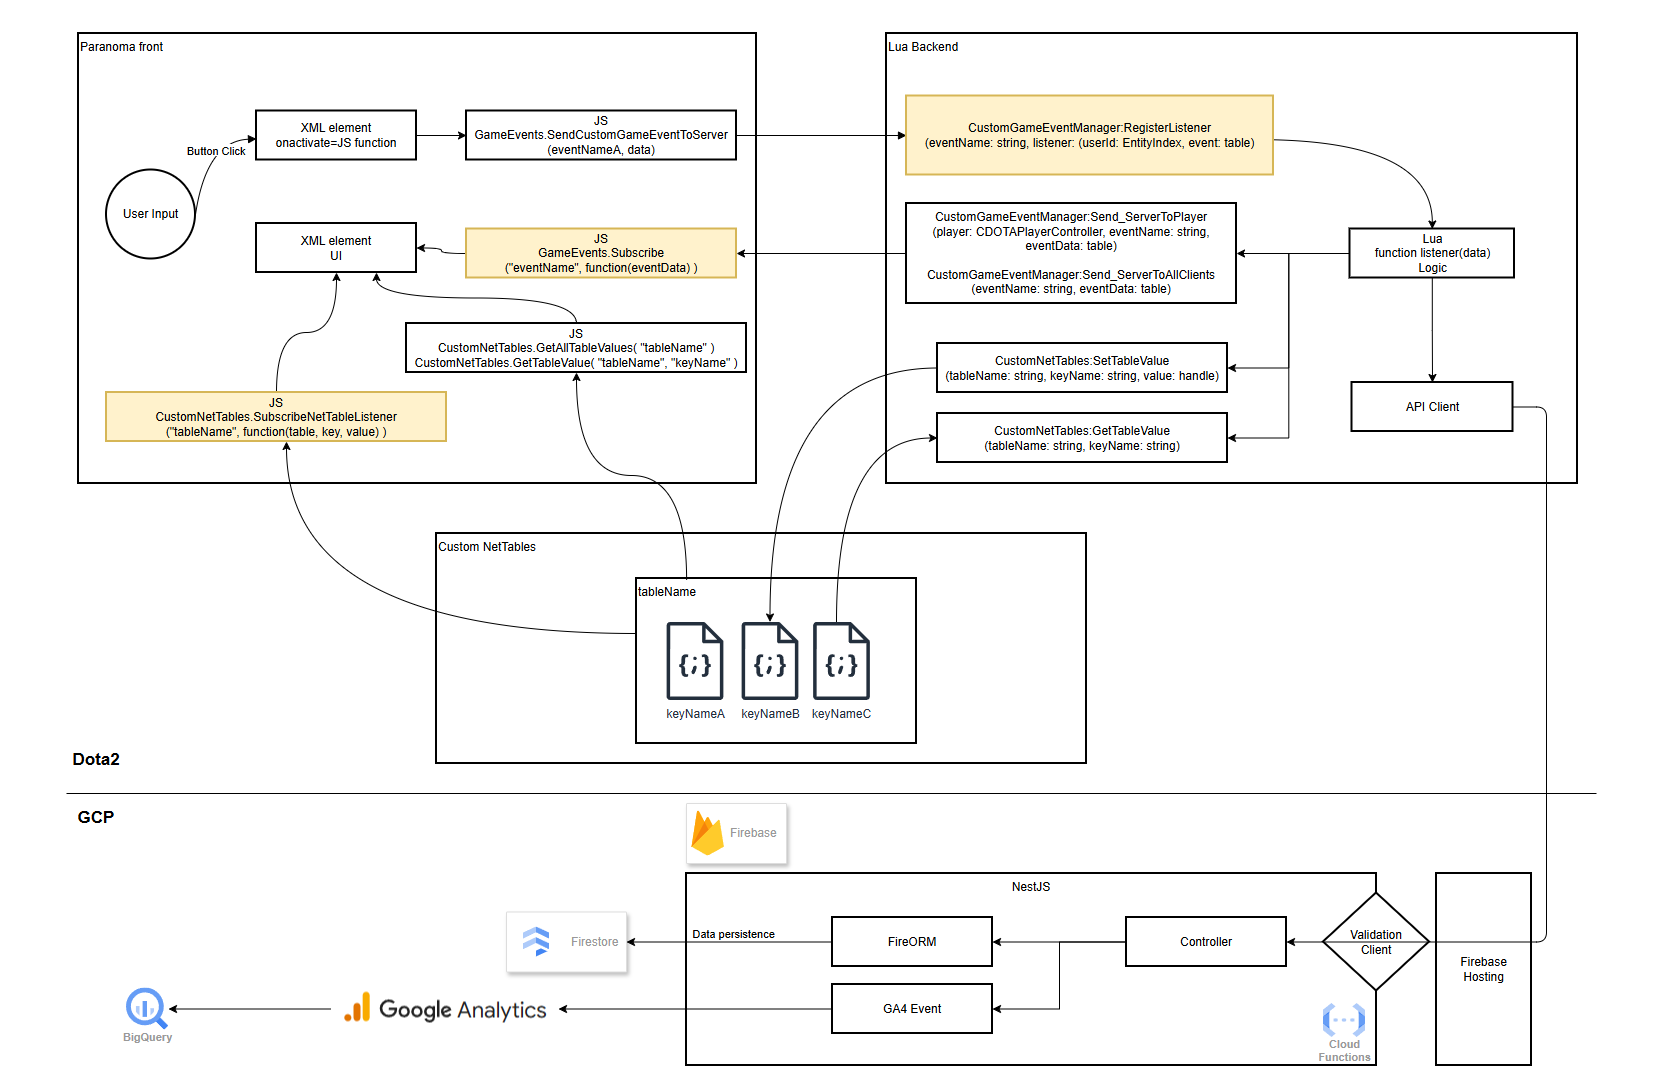 Paranoma front
XML element
onactivate=JS function
JS
GameEvents.SendCustomGameEventToServer
(eventNameA, data)
Button Click
User Input
XML element
UI
JS
GameEvents.Subscribe
("eventName", function(eventData) )
JS
CustomNetTables.GetAllTableValues( "tableName" )
CustomNetTables.GetTableValue( "tableName", "keyName" )
JS
CustomNetTables.SubscribeNetTableListener
("tableName", function(table, key, value) )
Lua Backend
CustomGameEventManager:RegisterListener
(eventName: string, listener: (userId: EntityIndex, event: table)
CustomGameEventManager:Send_ServerToPlayer
(player: CDOTAPlayerController, eventName: string,
eventData: table)
CustomGameEventManager:Send_ServerToAllClients
(eventName: string, eventData: table)
Lua
function listener(data)
Logic
CustomNetTables:SetTableValue
(tableName: string, keyName: string, value: handle)
API Client
CustomNetTables:GetTableValue
(tableName: string, keyName: string)
Custom NetTables
tableName
{;}
{;}
{;}
keyNameA
keyNameB
keyNameC
Dota2
GCP
Firebase
NestJS
Firestore
Data persistence
FireORM
Controller
Validation
Client
Firebase
Hosting
BigQuery
Google Analytics
GA4 Event
Cloud
Functions